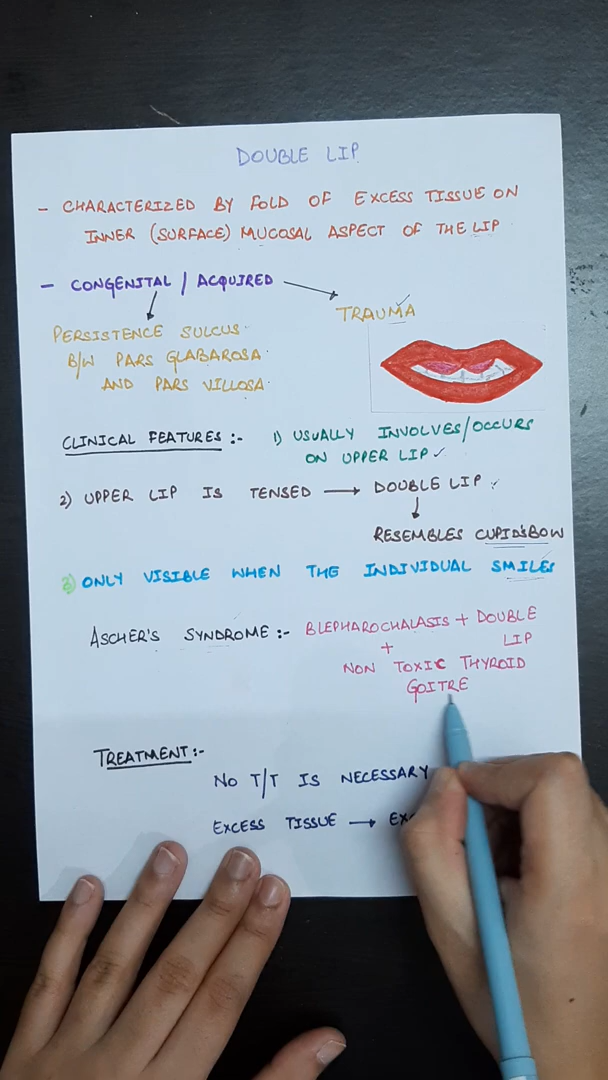 DOUBLE LIP
- CHARACTERIZED BY FOLD OF EXCESS TISSUE ON
INNER (SURFACE) MUCOSAL ASPECT OF THE LIP
- CONGENITAL / ACQUIRED
TRAUMA
PERSISTENCE SULCUS
B/W PARS GLABAROSA
AND PARS VILLOSA
CLINICAL FEATURES :- 1) USUALLY INVOLVES/OCCURS
ON UPPER LIP
2) UPPER LIP IS TENSED → DOUBLE LIP
RESEMBLES CUPID'S BOW
3) ONLY VISIBLE WHEN THE INDIVIDUAL SMILES
ASCHER'S SYNDROME :- BLEPHAROCHALASIS + DOUBLE
LIP
+
NON TOXIC THYROID
GOITRE
TREATMENT :-
NO T/T IS NECESSARY
EXCESS TISSUE →